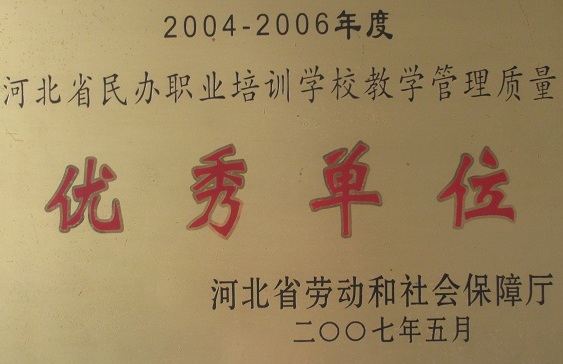 2004-2006年度
河北省民办职业培训学校教学管理质量
优秀单位
河北省劳动和社会保障厅
二〇〇七年五月